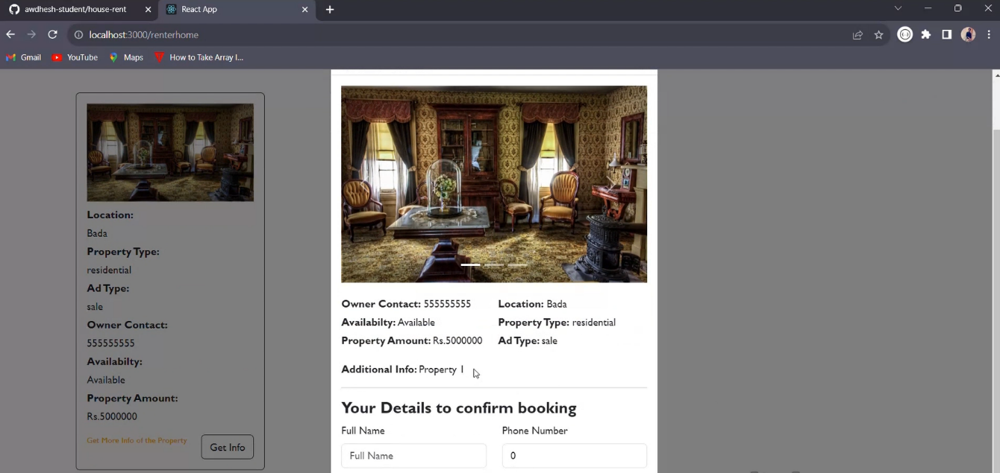 awdhesh-student/house-rent
React App
localhost:3000/renterhome
Gmail
YouTube
Maps
How to Take Array I...
Location:
Bada
Property Type:
residential
Ad Type:
sale
Owner Contact:
555555555
Availabilty:
Available
Property Amount:
Rs.5000000
Get More Info of the Property
Get Info
Owner Contact: 555555555
Location: Bada
Availabilty: Available
Property Type: residential
Property Amount: Rs.5000000
Ad Type: sale
Additional Info: Property 1
Your Details to confirm booking
Full Name
Phone Number
Full Name
0